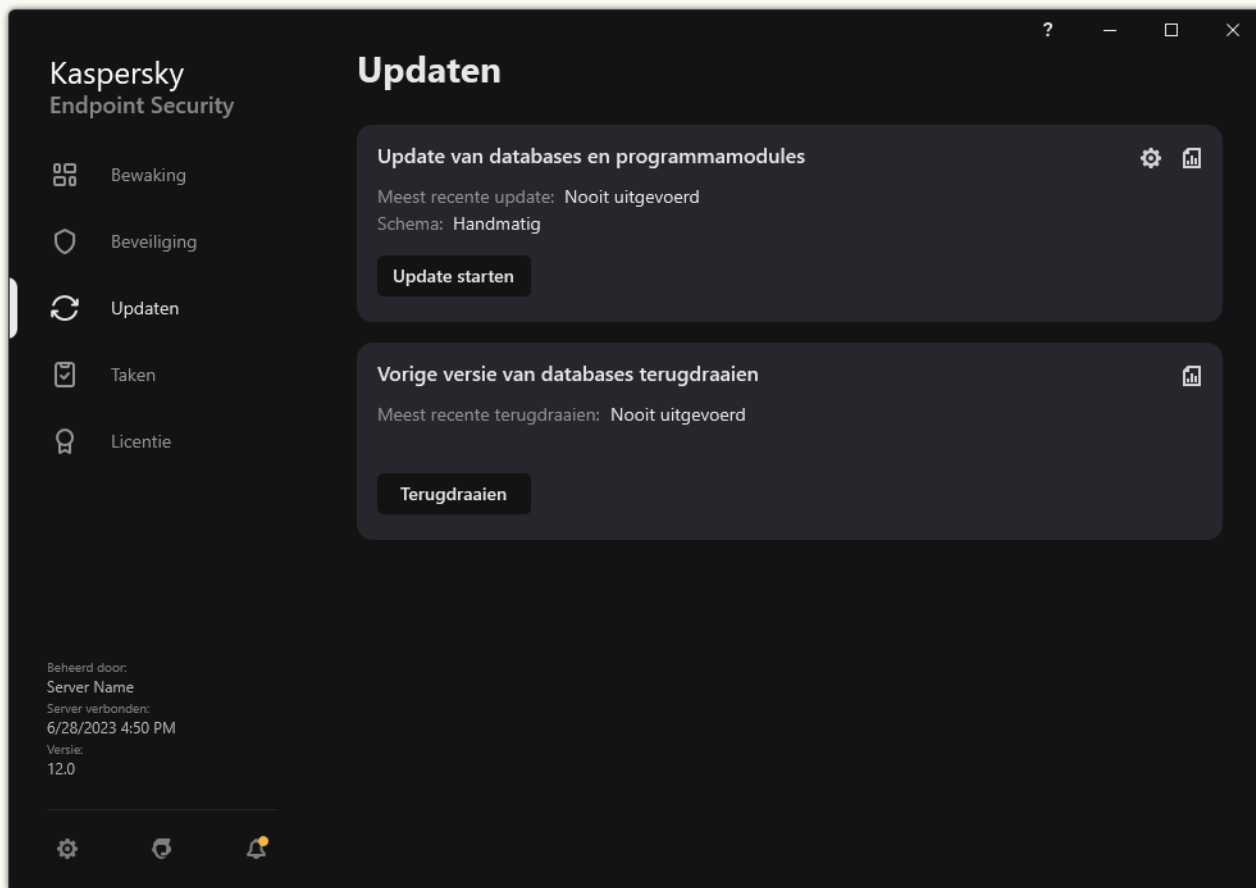 ?
Kaspersky
Endpoint Security
Bewaking
Beveiliging
Updaten
Taken
Licentie
Beheerd door:
Server Name
Server verbonden:
6/28/2023 4:50 PM
Versie:
12.0
Updaten
Update van databases en programmamodules
Meest recente update: Nooit uitgevoerd
Schema: Handmatig
Update starten
Vorige versie van databases terugdraaien
Meest recente terugdraaien: Nooit uitgevoerd
Terugdraaien